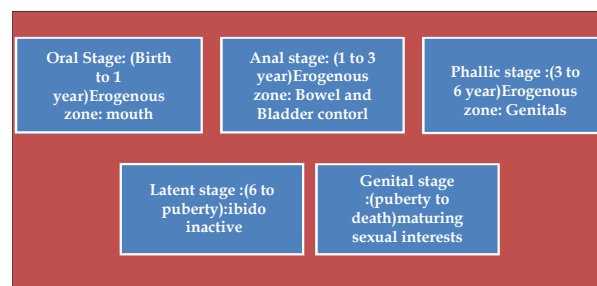 Oral Stage: (Birth
to 1
year)Erogenous
zone: mouth
Anal stage: (1 to 3
year)Erogenous
zone: Bowel and
Bladder contorl
Phallic stage :(3 to
6 year)Erogenous
zone: Genitals
Latent stage :(6 to
puberty):ibido
inactive
Genital stage
:(puberty to
death)maturing
sexual interests